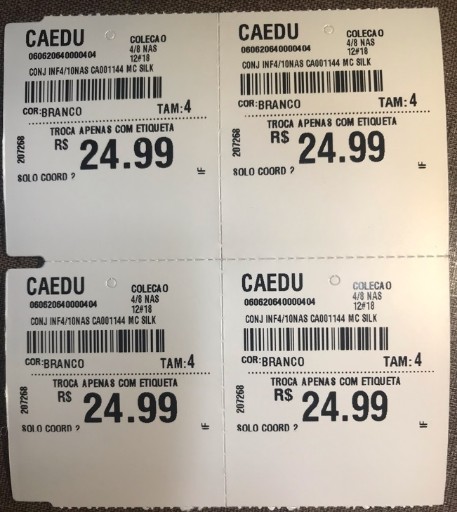 CAEDU
COLECAO
060620640000404
4/8 NAS
12#18
CONJ INF4/10NAS CA001144 MC SILK
COR:BRANCO TAM:4
TROCA APENAS COM ETIQUETA
R$ 24.99
207268
SOLO COORD 2
IF
CAEDU
COLECAO
060620640000404
4/8 NAS
12#18
CONJ INF4/10NAS CA001144 MC SILK
COR:BRANCO TAM:4
TROCA APENAS COM ETIQUETA
R$ 24.99
207268
SOLO COORD 2
IF
CAEDU
COLECAO
060620640000404
4/8 NAS
12#18
CONJ INF4/10NAS CA001144 MC SILK
COR:BRANCO TAM:4
TROCA APENAS COM ETIQUETA
R$ 24.99
207268
SOLO COORD 2
IF
CAEDU
COLECAO
060620640000404
4/8 NAS
12#18
CONJ INF4/10NAS CA001144 MC SILK
COR:BRANCO TAM:4
TROCA APENAS COM ETIQUETA
R$ 24.99
207268
SOLO COORD 2
IF